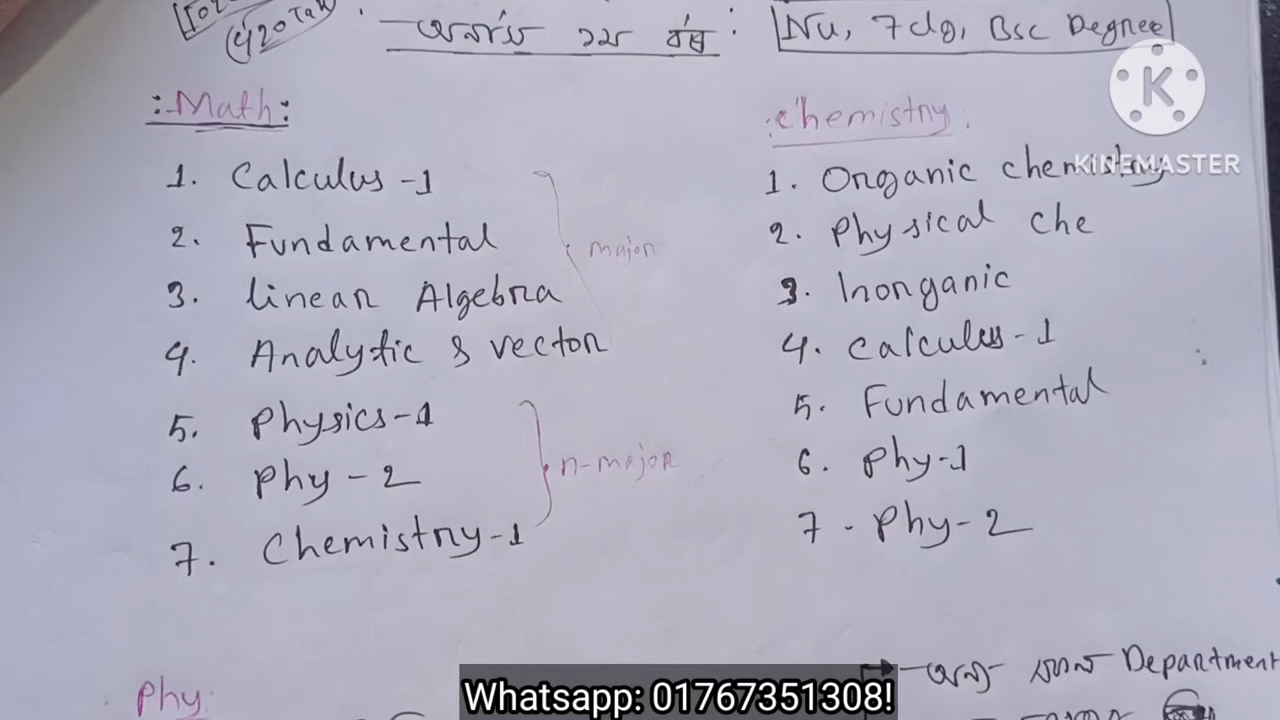 অনার্স ১ম বর্ষ:
Nu, 7clg, Bsc Degree
:Math:
1. Calculus -1
2. Fundamental
3. linear Algebra
4. Analytic & vector
major
5. Physics-1
6. Phy - 2
7. Chemistry-1
n-major
:Chemistry.
1. Organic chemistry
2. Physical che
3. Inorganic
4. Calculus-1
5. Fundamental
6. Phy-1
7 - Phy-2
KINEMASTER
Phy:
Department
Whatsapp: 01767351308!